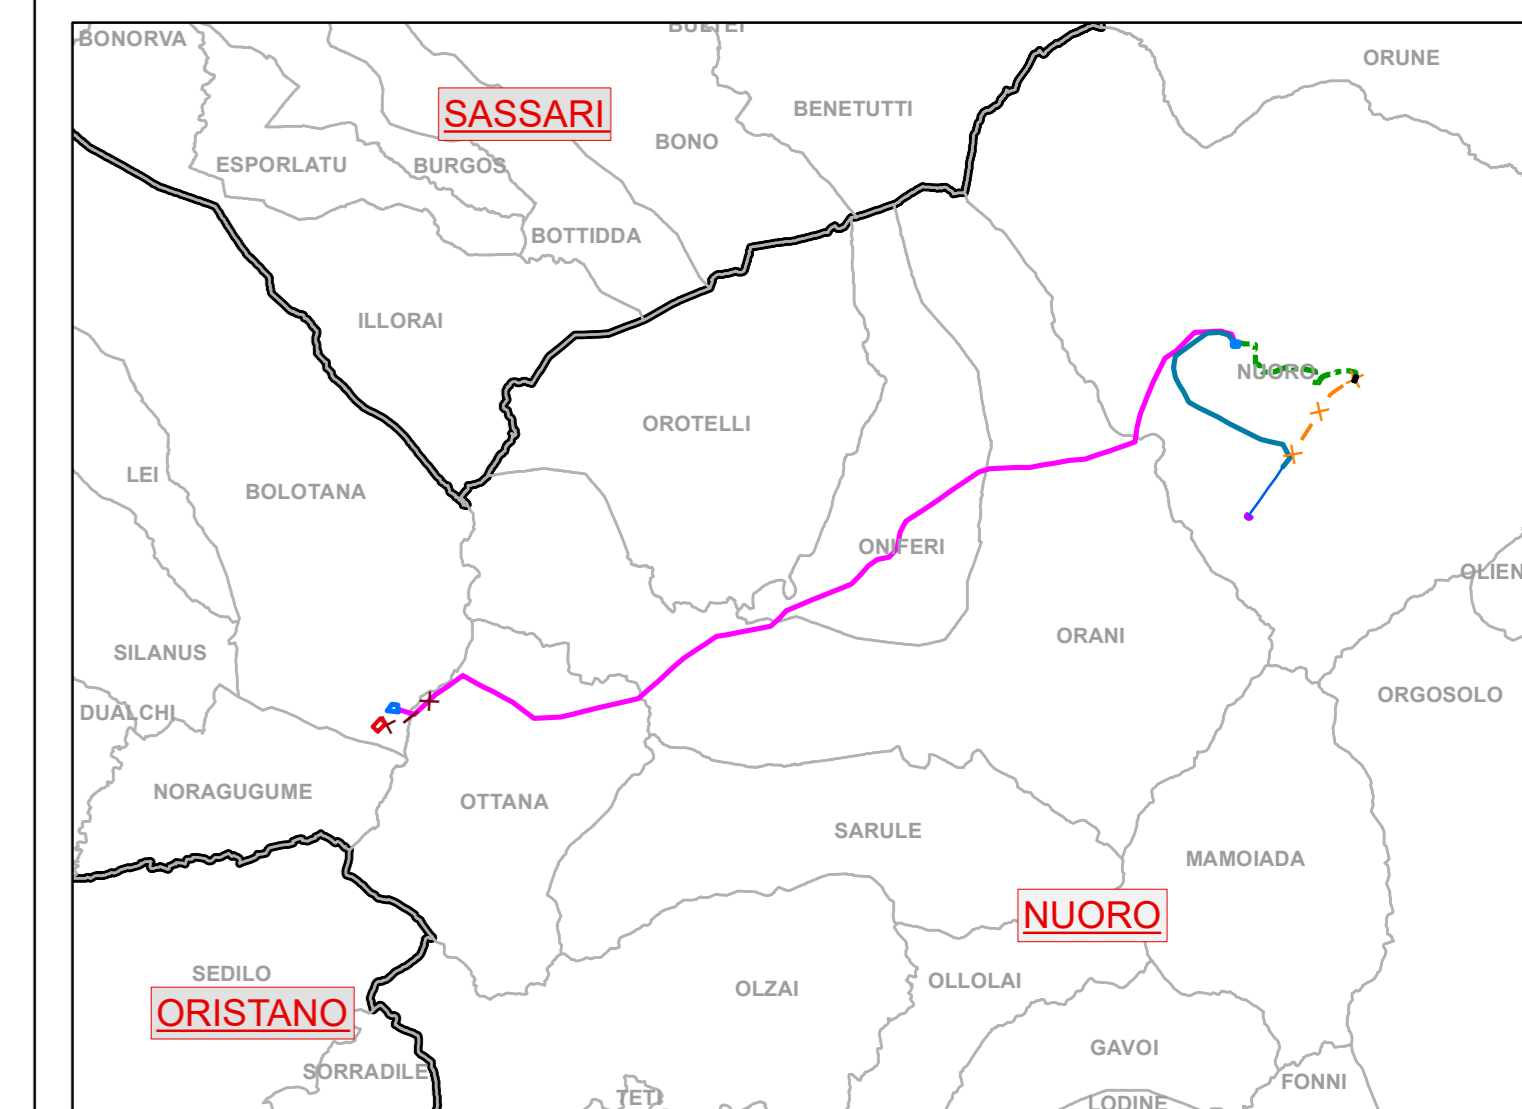 BULTEI
BONORVA
ORUNE
SASSARI
BENETUTTI
BONO
ESPORLATU
BURGOS
BOTTIDDA
ILLORAI
NUORO
OROTELLI
LEI
BOLOTANA
ONIFERI
OLIEN
ORANI
SILANUS
ORGOSOLO
DUALCHI
NORAGUGUME
OTTANA
SARULE
MAMOIADA
NUORO
SEDILO
OLLOLAI
OLZAI
ORISTANO
GAVOI
SORRADILE
FONNI
TETI
LODINE